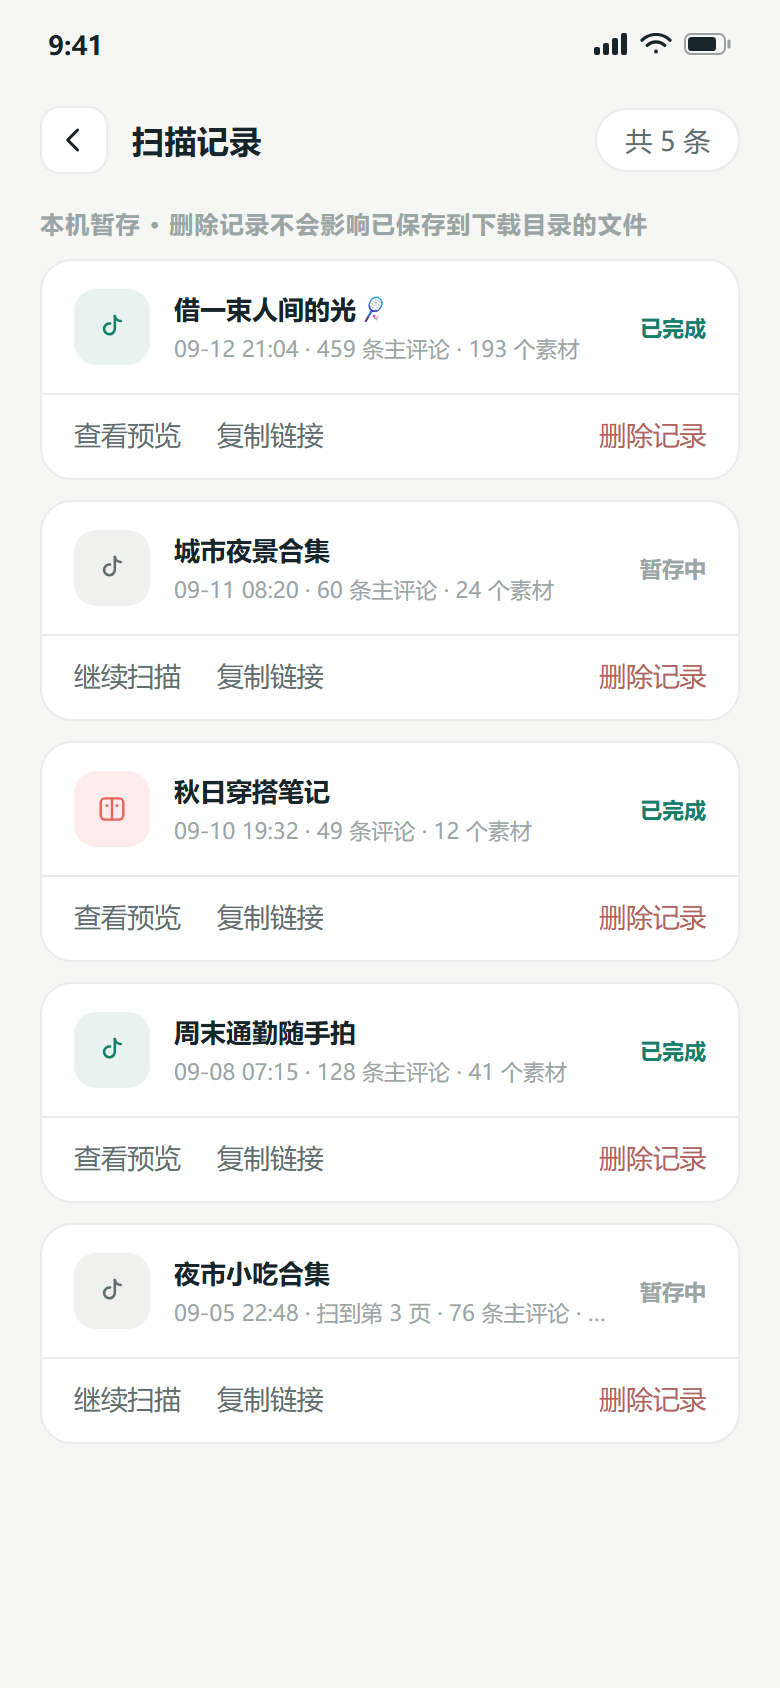 9:41
扫描记录
共 5 条
本机暂存 • 删除记录不会影响已保存到下载目录的文件
借一束人间的光🏸
09-12 21:04 · 459 条主评论 · 193 个素材
已完成
查看预览 复制链接 删除记录
城市夜景合集
09-11 08:20 · 60 条主评论 · 24 个素材
暂存中
继续扫描 复制链接 删除记录
秋日穿搭笔记
09-10 19:32 · 49 条评论 · 12 个素材
已完成
查看预览 复制链接 删除记录
周末通勤随手拍
09-08 07:15 · 128 条主评论 · 41 个素材
已完成
查看预览 复制链接 删除记录
夜市小吃合集
09-05 22:48 · 扫到第 3 页 · 76 条主评论 · ...
暂存中
继续扫描 复制链接 删除记录